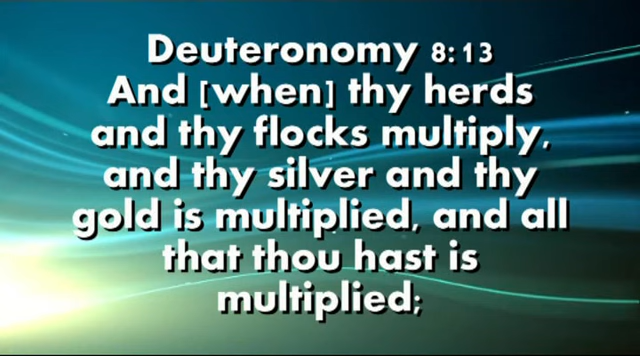 Deuteronomy 8:13
And [when] thy herds
and thy flocks multiply,
and thy silver and thy
gold is multiplied, and all
that thou hast is
multiplied;